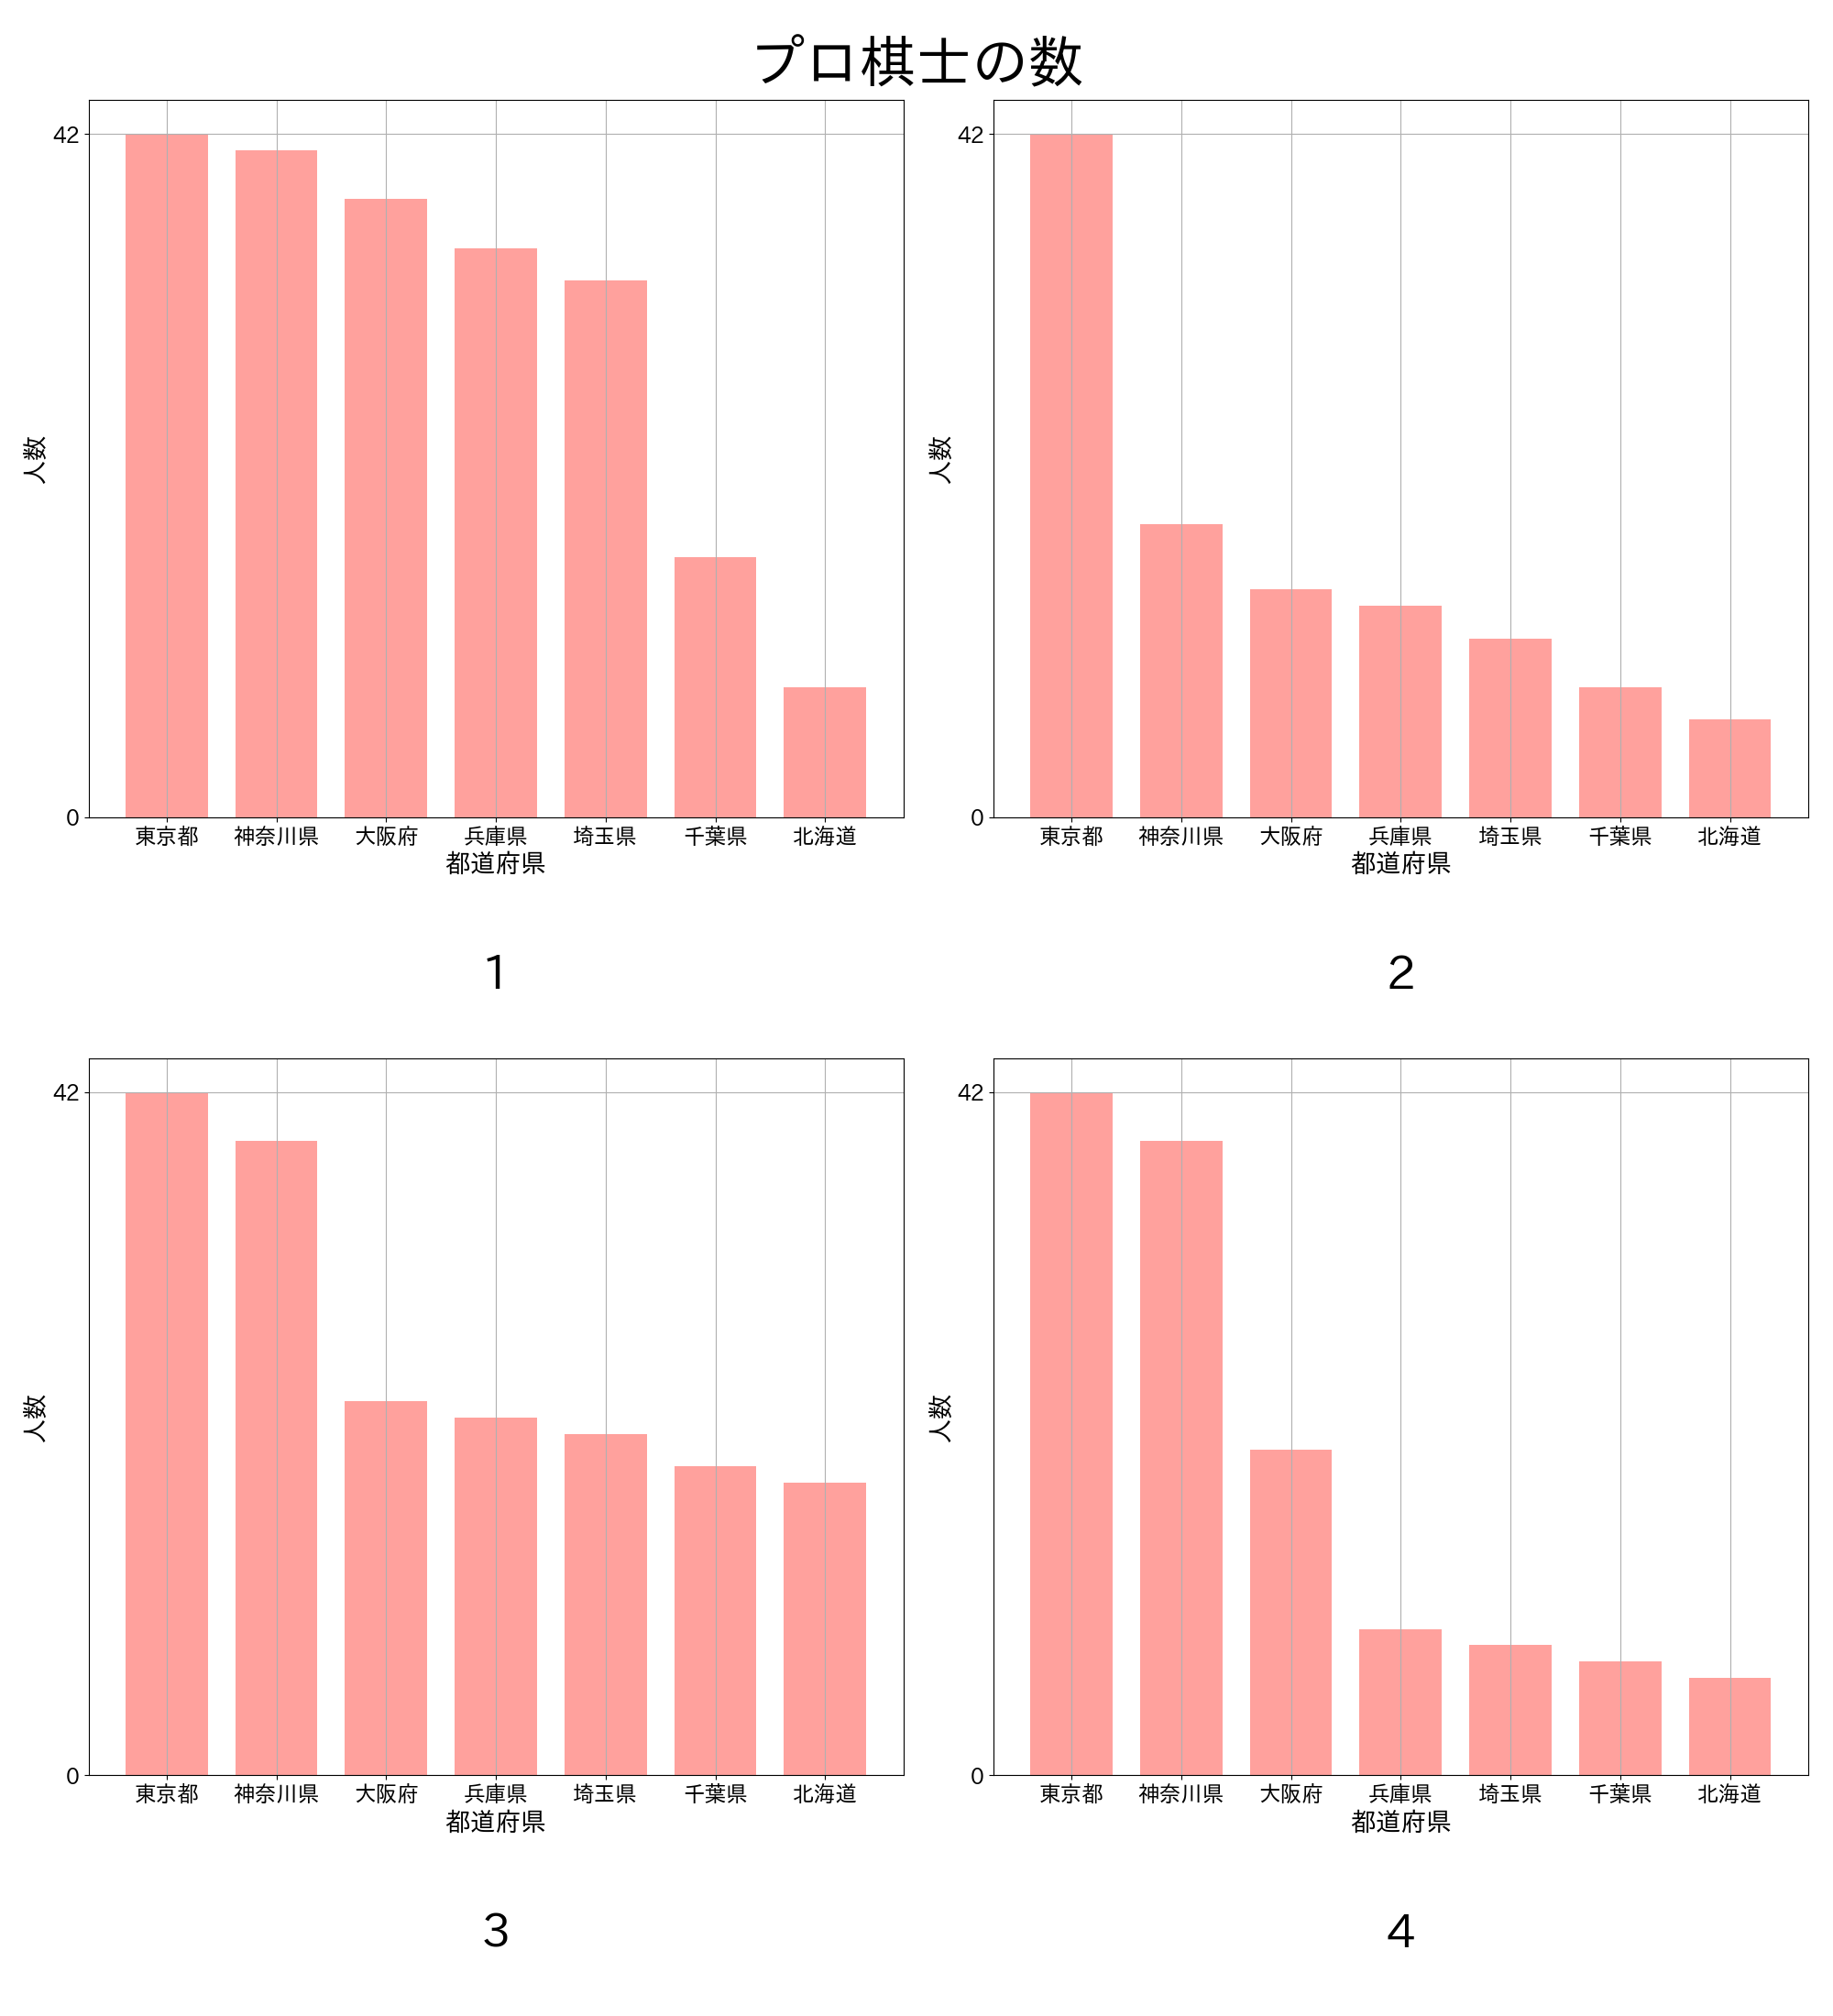 プロ棋士の数
42
0
人数
東京都 神奈川県 大阪府 兵庫県 埼玉県 千葉県 北海道
都道府県
1
42
0
人数
東京都 神奈川県 大阪府 兵庫県 埼玉県 千葉県 北海道
都道府県
2
42
0
人数
東京都 神奈川県 大阪府 兵庫県 埼玉県 千葉県 北海道
都道府県
3
42
0
人数
東京都 神奈川県 大阪府 兵庫県 埼玉県 千葉県 北海道
都道府県
4